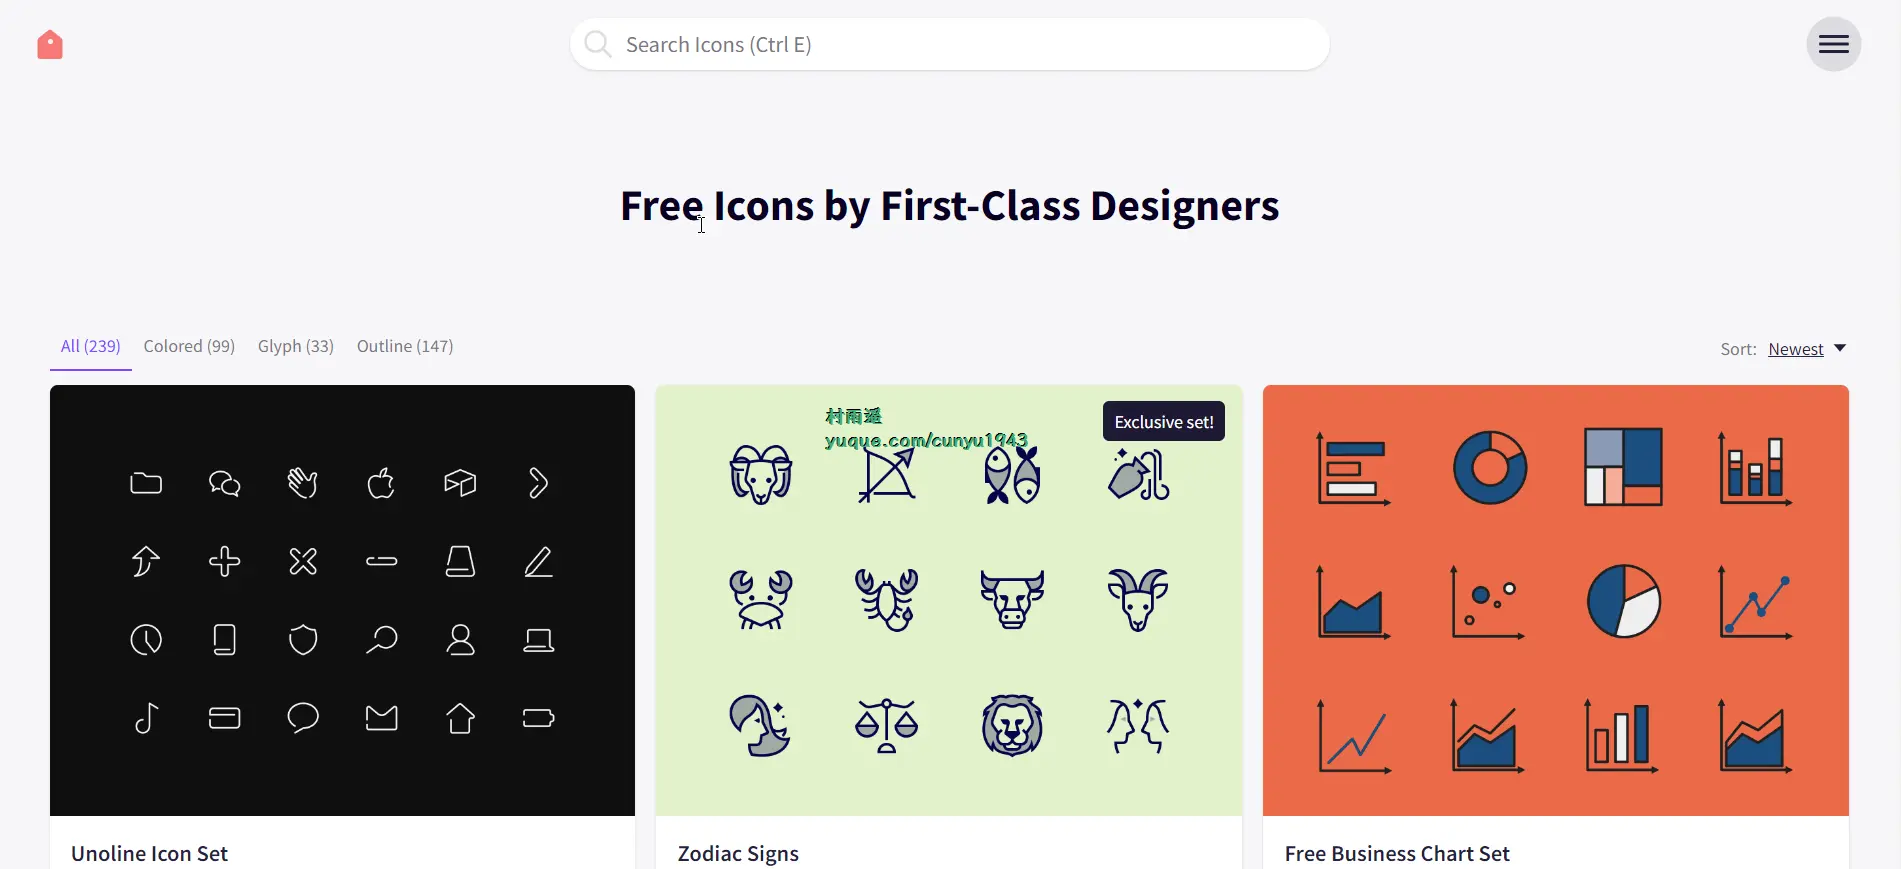 Search Icons (Ctrl E)
Free Icons by First-Class Designers
All (239) Colored (99) Glyph (33) Outline (147)
Sort: Newest
村雨遥
yuque.com/cunyu1943
Exclusive set!
Unoline Icon Set
Zodiac Signs
Free Business Chart Set